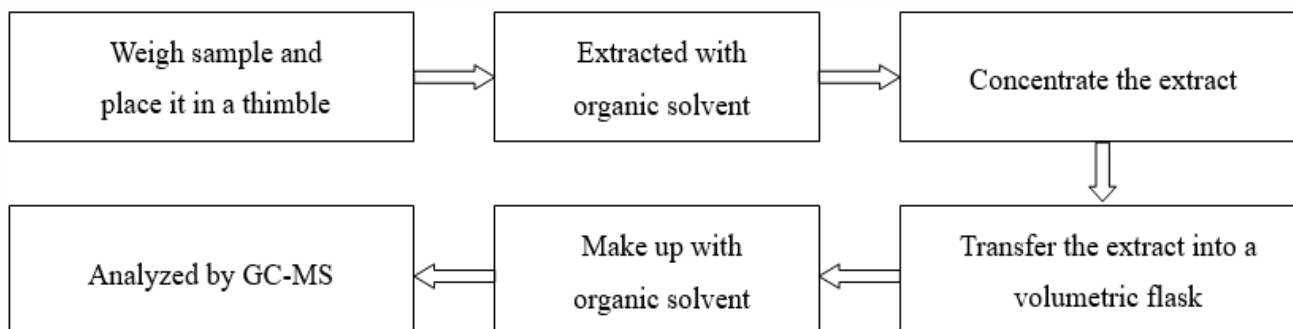 Weigh sample and
place it in a thimble
Extracted with
organic solvent
Concentrate the extract
Transfer the extract into a
volumetric flask
Make up with
organic solvent
Analyzed by GC-MS